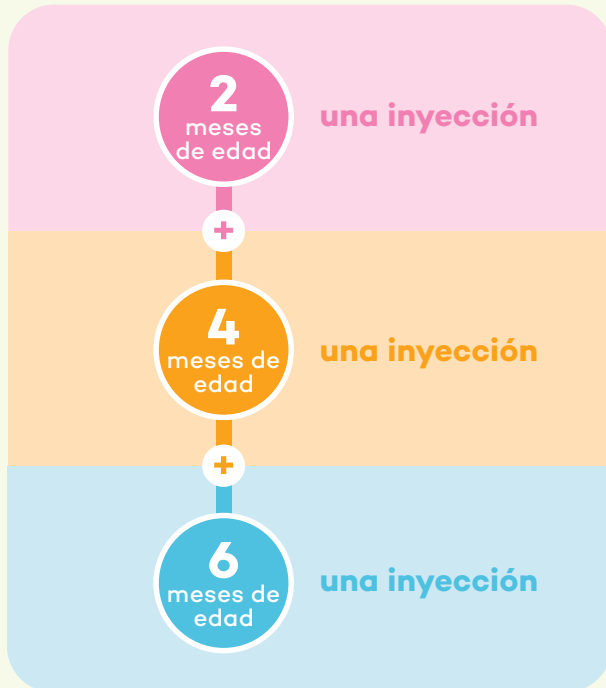 2
meses
de edad
una inyección
+
4
meses de
edad
una inyección
+
6
meses de
edad
una inyección